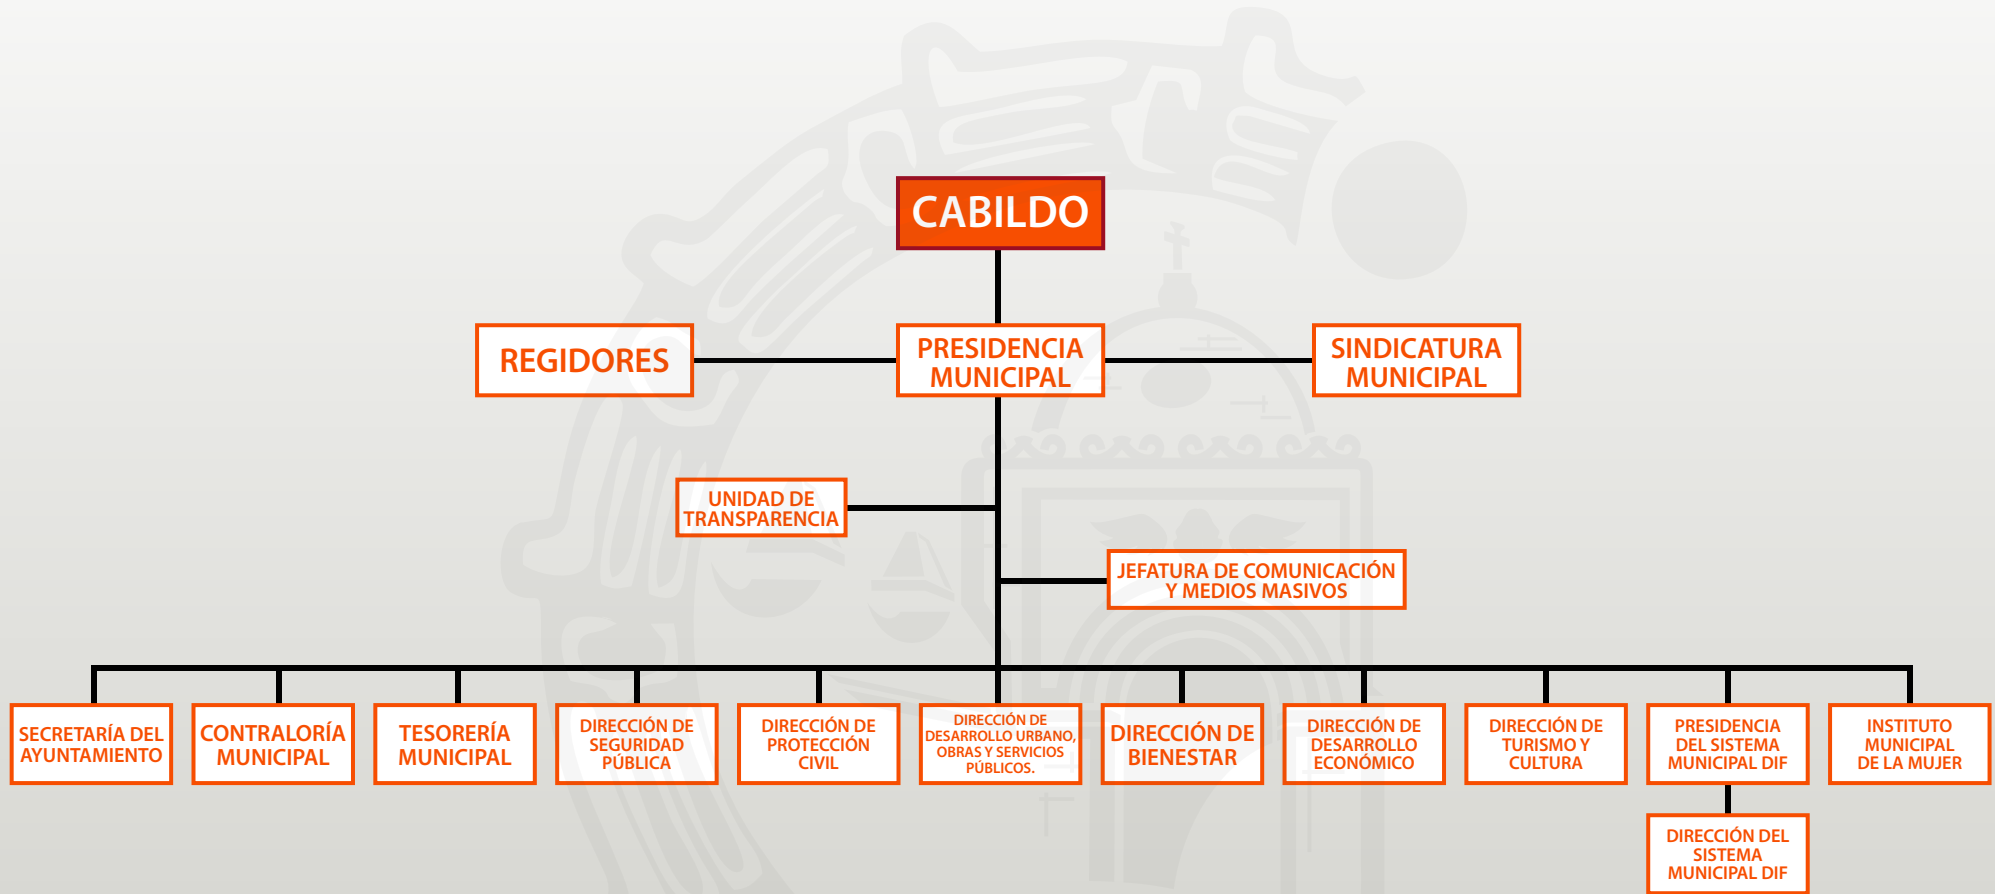 CABILDO
REGIDORES
PRESIDENCIA
MUNICIPAL
SINDICATURA
MUNICIPAL
UNIDAD DE
TRANSPARENCIA
JEFATURA DE COMUNICACIÓN
Y MEDIOS MASIVOS
SECRETARÍA DEL
AYUNTAMIENTO
CONTRALORÍA
MUNICIPAL
TESORERÍA
MUNICIPAL
DIRECCIÓN DE
SEGURIDAD
PÚBLICA
DIRECCIÓN DE
PROTECCIÓN
CIVIL
DIRECCIÓN DE
DESARROLLO URBANO,
OBRAS Y SERVICIOS
PÚBLICOS.
DIRECCIÓN DE
BIENESTAR
DIRECCIÓN DE
DESARROLLO
ECONÓMICO
DIRECCIÓN DE
TURISMO Y
CULTURA
PRESIDENCIA
DEL SISTEMA
MUNICIPAL DIF
INSTITUTO
MUNICIPAL
DE LA MUJER
DIRECCIÓN DEL
SISTEMA
MUNICIPAL DIF